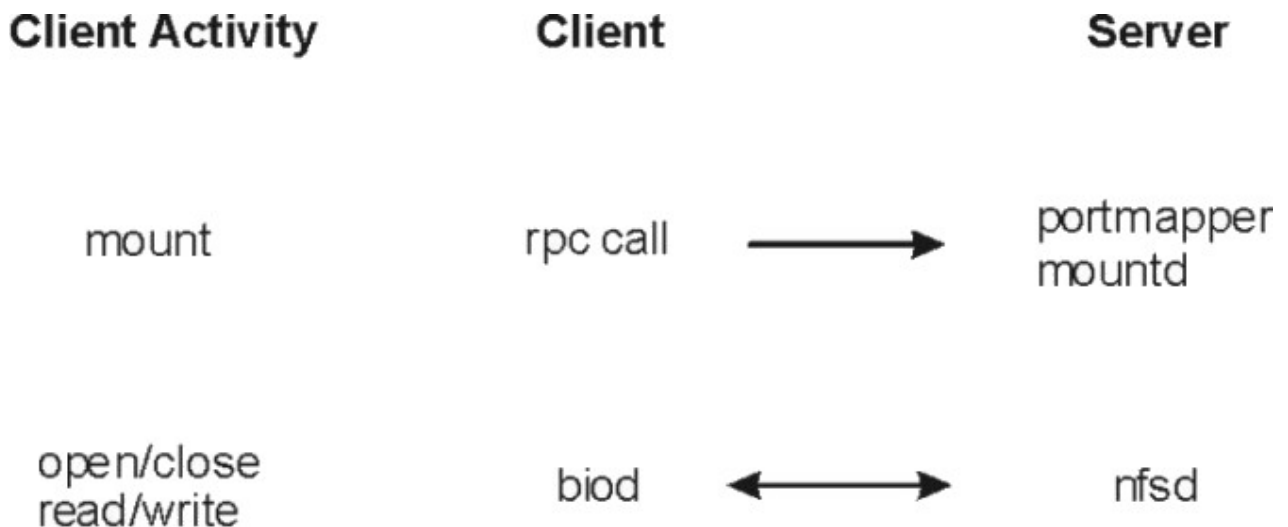 Client Activity Client Server
mount rpc call portmapper
mountd
open/close
read/write biod nfsd